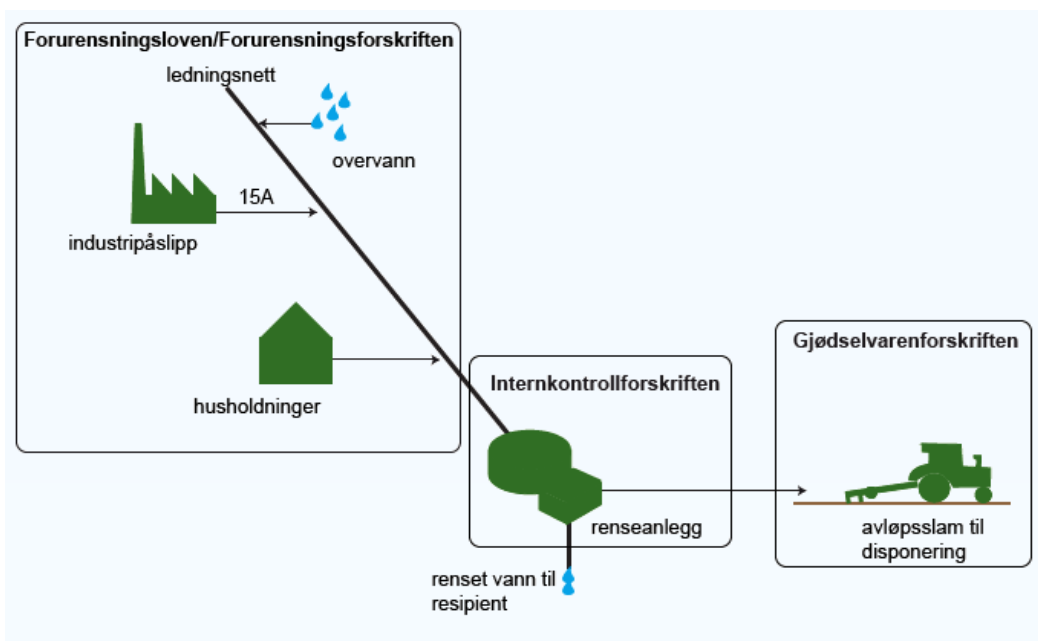 Forurensningsloven/Forurensningsforskriften
ledningsnett
overvann
15A
industripåslipp
husholdninger
Internkontrollforskriften
renseanlegg
renset vann til
resipient
Gjødselvarenforskriften
avløpsslam til
disponering